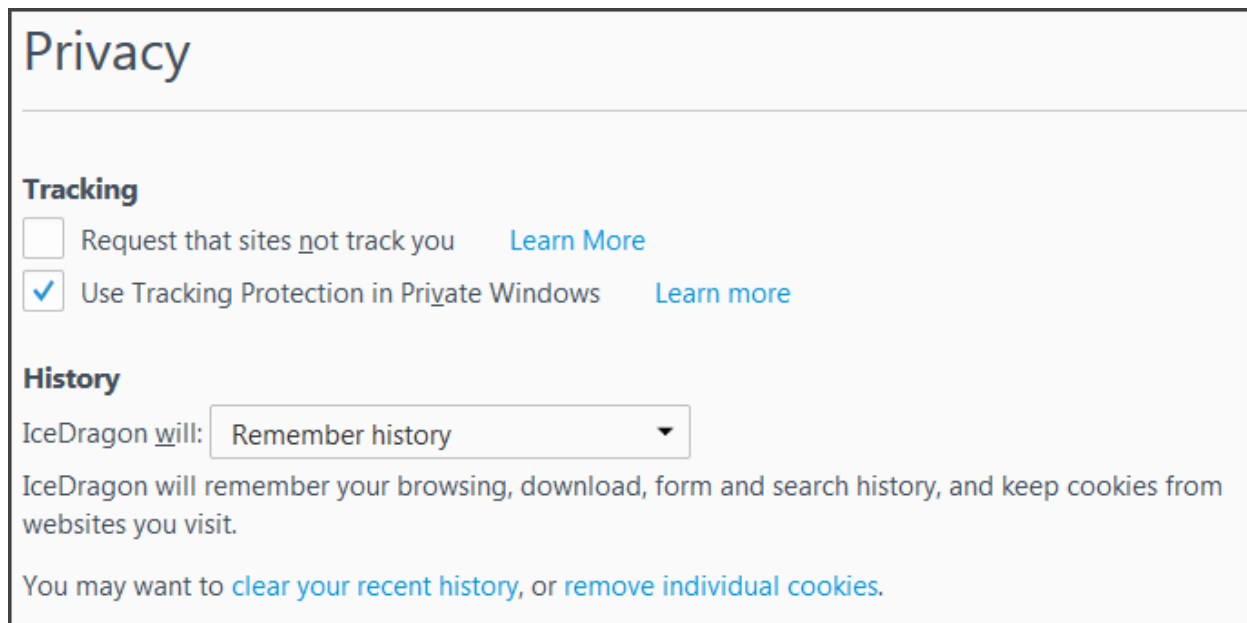 Privacy
Tracking
Request that sites not track you Learn More
Use Tracking Protection in Private Windows Learn more
History
IceDragon will: Remember history
IceDragon will remember your browsing, download, form and search history, and keep cookies from
websites you visit.
You may want to clear your recent history, or remove individual cookies.